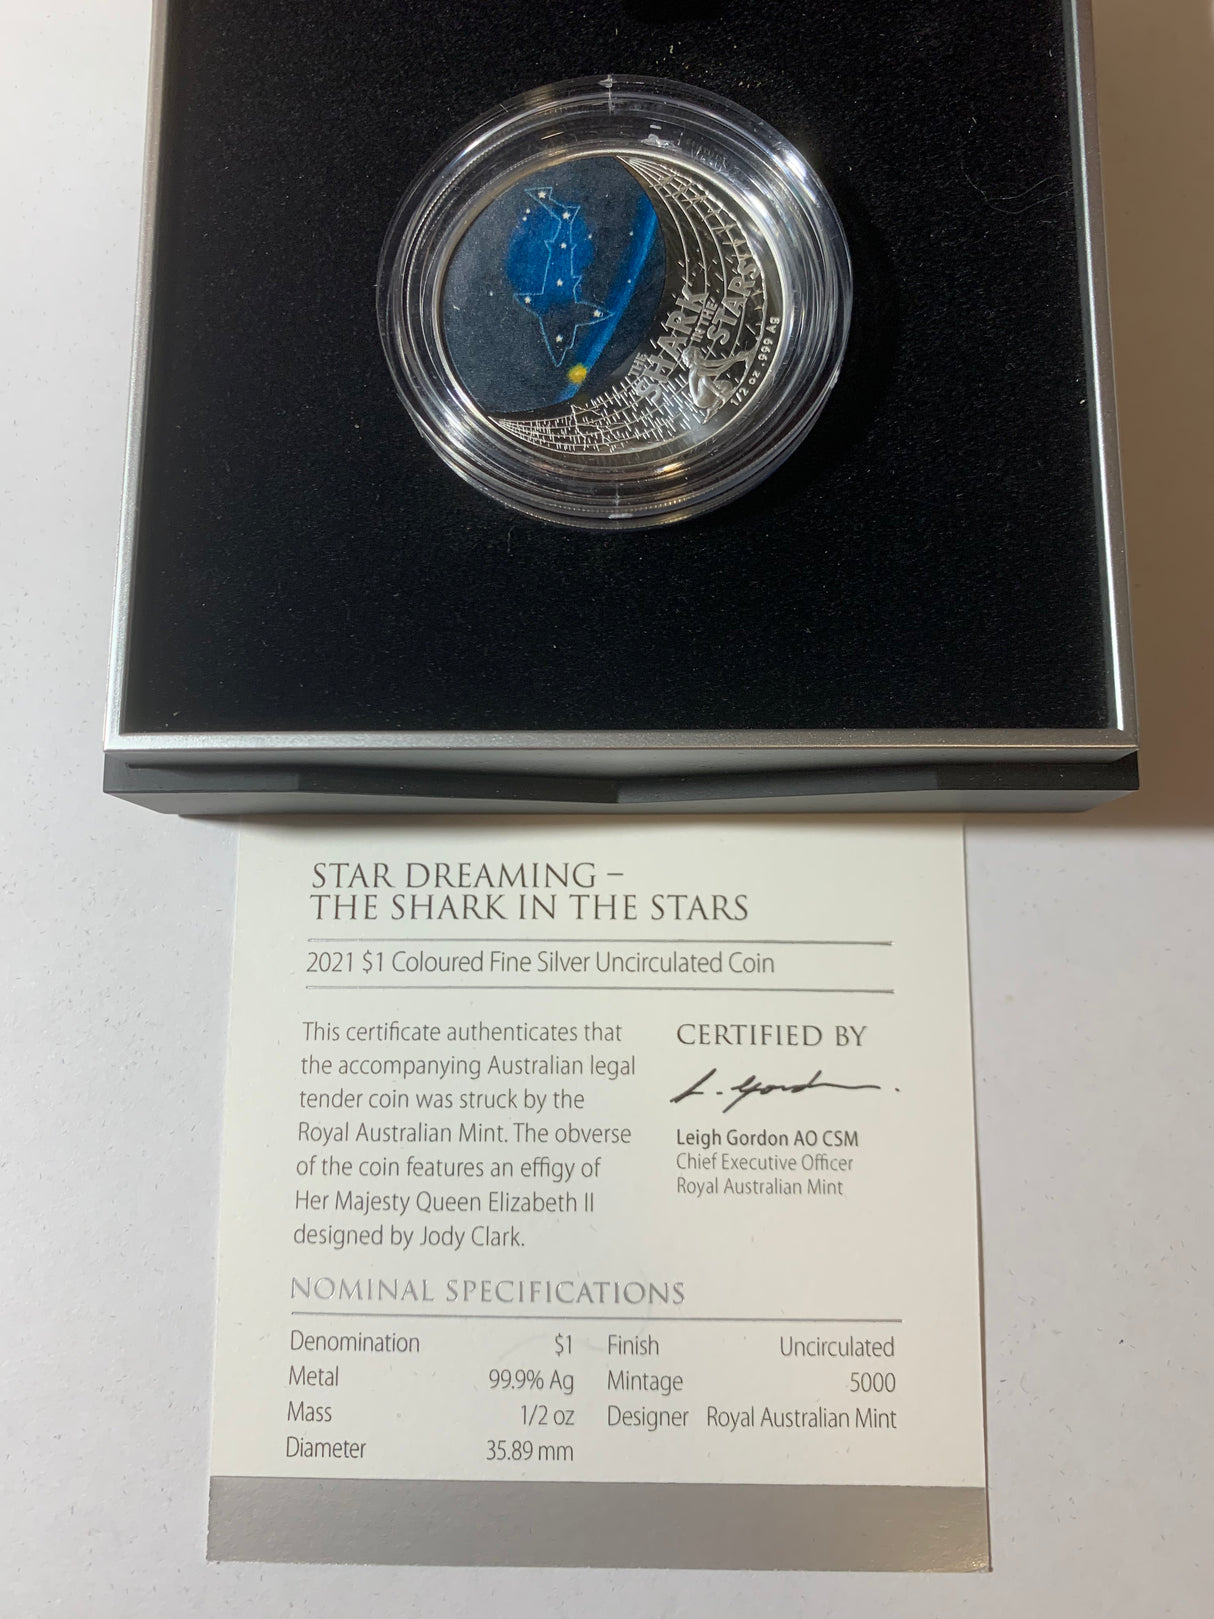 THE
SHARK
IN THE
STARS
1/2 oz .999 Ag
STAR DREAMING –
THE SHARK IN THE STARS
2021 $1 Coloured Fine Silver Uncirculated Coin
This certificate authenticates that
the accompanying Australian legal
tender coin was struck by the
Royal Australian Mint. The obverse
of the coin features an effigy of
Her Majesty Queen Elizabeth II
designed by Jody Clark.
CERTIFIED BY
L. Gordon.
Leigh Gordon AO CSM
Chief Executive Officer
Royal Australian Mint
NOMINAL SPECIFICATIONS
Denomination $1 Finish Uncirculated
Metal 99.9% Ag Mintage 5000
Mass 1/2 oz Designer Royal Australian Mint
Diameter 35.89 mm